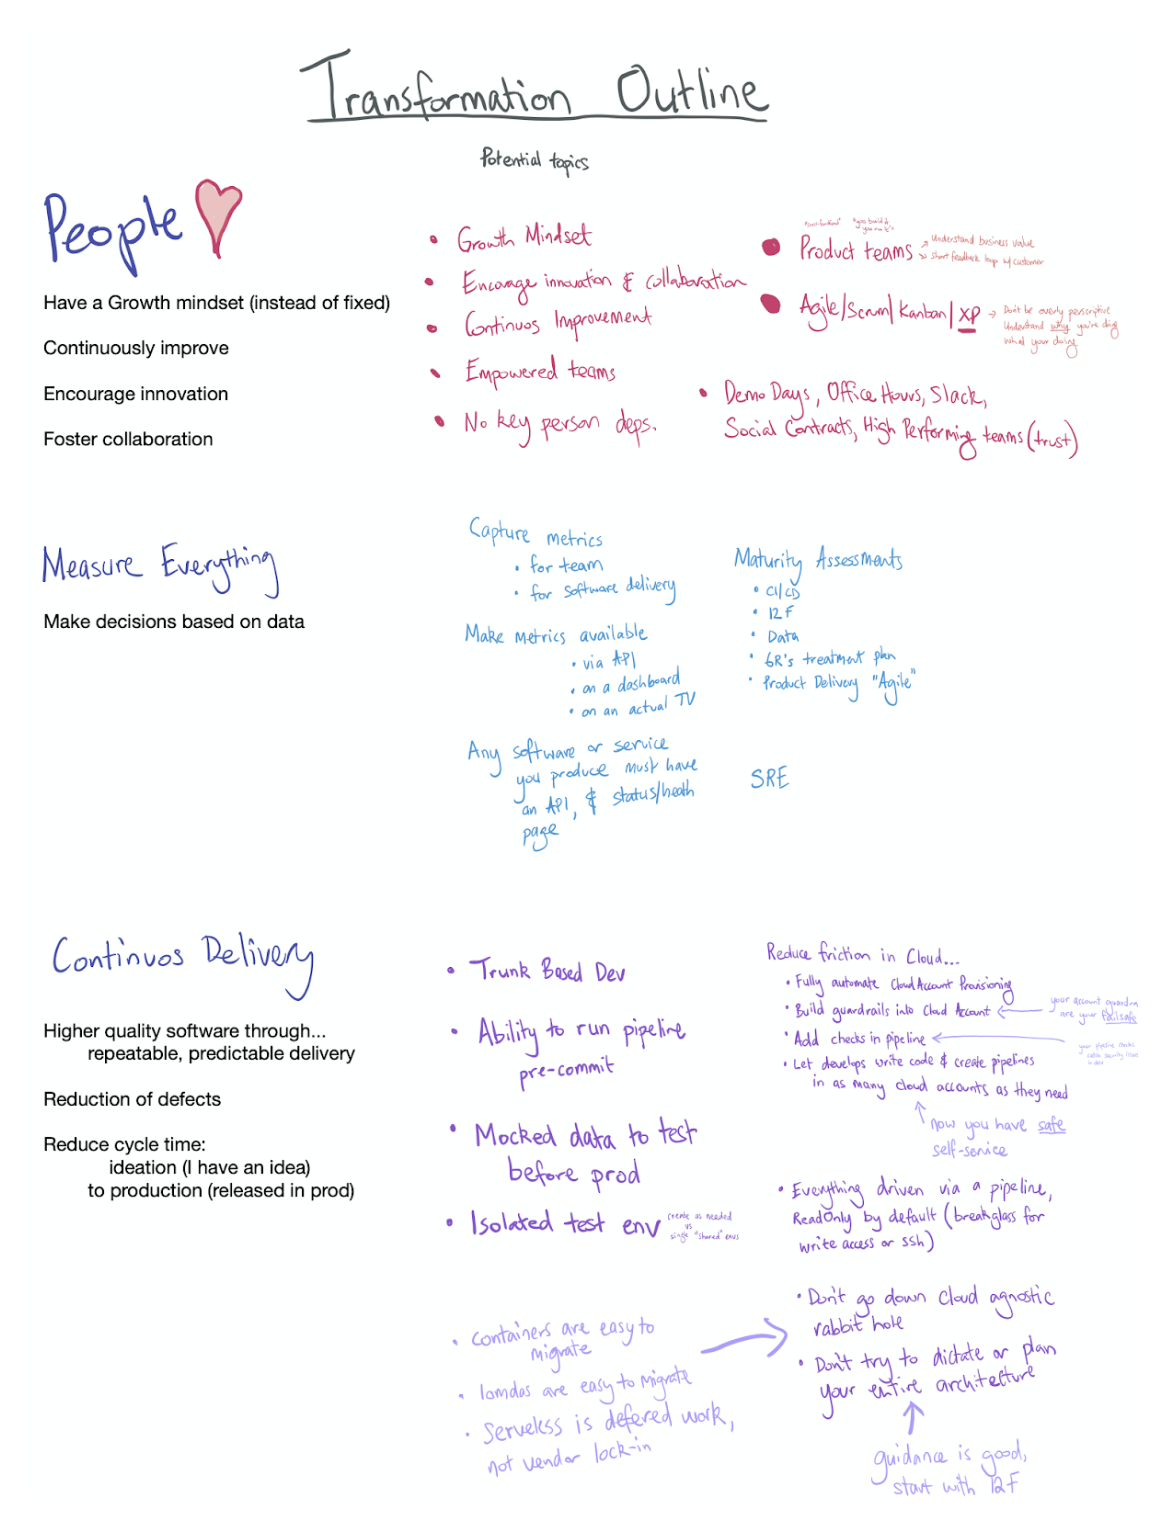 Transformation Outline
Potential topics
People
Have a Growth mindset (instead of fixed)
Continuously improve
Encourage innovation
Foster collaboration
• Growth Mindset
• Encourage innovation & collaboration
• Continuos Improvement
• Empowered teams
• No key person deps.
"you build it
you run it"
• Product teams
→ Understand business value
→ short feedback loop w/ customer
• Agile/Scrum/Kanban/XP
→ Don't be overly perscriptive
Understand why you're doing
what your doing
• Demo Days, Office Hours, Slack,
Social Contracts, High Performing teams (trust)
Measure Everything
Make decisions based on data
Capture metrics
• for team
• for software delivery
Make Metrics available
• via API
• on a dashboard
• on an actual TV
Any software or service
you produce must have
an API, & status/heath
page
Maturity Assessments
• CI/CD
• 12F
• Data
• 6R's treatment plan
• Product Delivery "Agile"
SRE
Continuos Delivery
Higher quality software through...
repeatable, predictable delivery
Reduction of defects
Reduce cycle time:
ideation (I have an idea)
to production (released in prod)
• Trunk Based Dev
• Ability to run pipeline
pre-commit
• Mocked data to test
before prod
• Isolated test env
create as needed
vs
single "shared" envs
• Containers are easy to
migrate
• lamdas are easy to migrate
• Serveless is defered work,
not vendor lock-in
Reduce friction in Cloud...
• Fully automate Cloud Account Provisioning
• Build guardrails into Cloud Account
your account guardrn
are your failsafe
• Add checks in pipeline
your pipeline checks
catch security issues
in dev
• Let develops write code & create pipelines
in as many cloud accounts as they need
now you have safe
self-service
• Everything driven via a pipeline,
ReadOnly by default (breakglass for
write access or ssh)
• Don't go down cloud agnostic
rabbit hole
• Don't try to dictate or plan
your entire architecture
guidance is good,
start with 12F